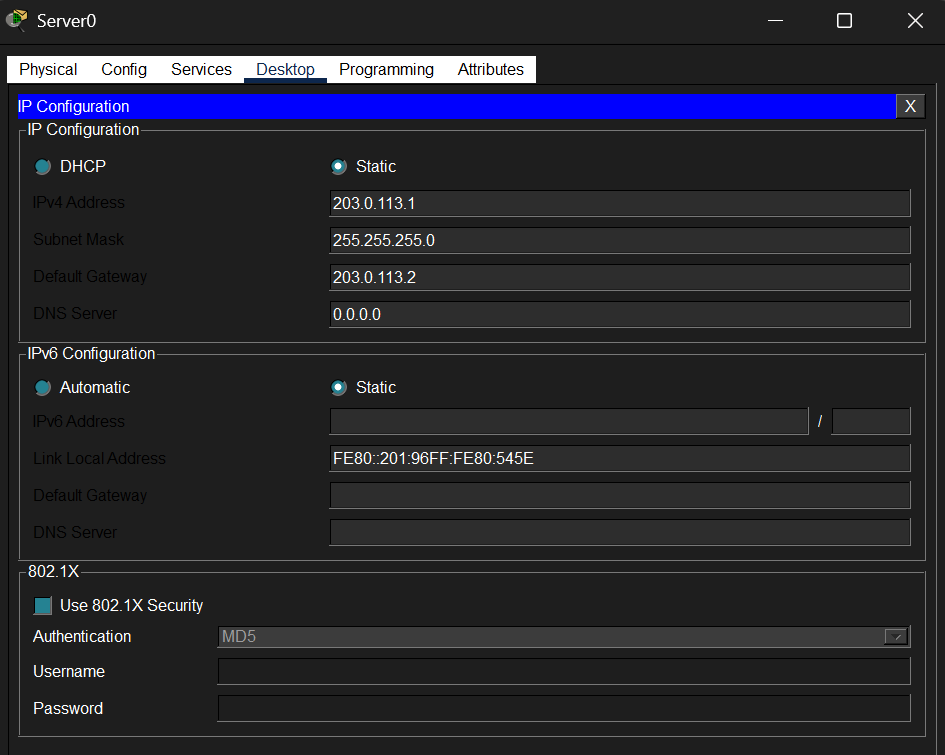 Server0
Physical Config Services Desktop Programming Attributes
IP Configuration X
IP Configuration
DHCP Static
IPv4 Address 203.0.113.1
Subnet Mask 255.255.255.0
Default Gateway 203.0.113.2
DNS Server 0.0.0.0
IPv6 Configuration
Automatic Static
IPv6 Address /
Link Local Address FE80::201:96FF:FE80:545E
Default Gateway
DNS Server
802.1X
Use 802.1X Security
Authentication MD5
Username
Password